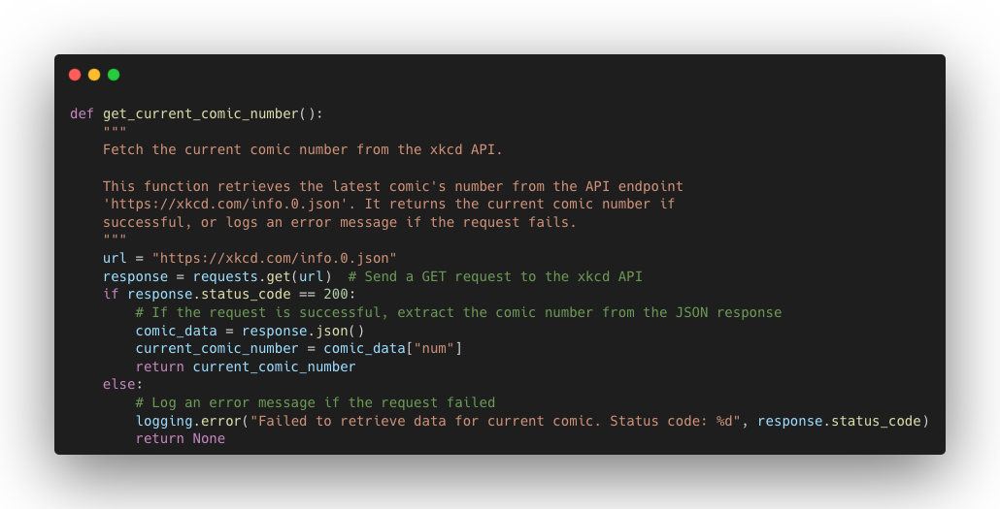 def get_current_comic_number():
    """
    Fetch the current comic number from the xkcd API.

    This function retrieves the latest comic's number from the API endpoint
    'https://xkcd.com/info.0.json'. It returns the current comic number if
    successful, or logs an error message if the request fails.
    """
    url = "https://xkcd.com/info.0.json"
    response = requests.get(url)  # Send a GET request to the xkcd API
    if response.status_code == 200:
        # If the request is successful, extract the comic number from the JSON response
        comic_data = response.json()
        current_comic_number = comic_data["num"]
        return current_comic_number
    else:
        # Log an error message if the request failed
        logging.error("Failed to retrieve data for current comic. Status code: %d", response.status_code)
        return None